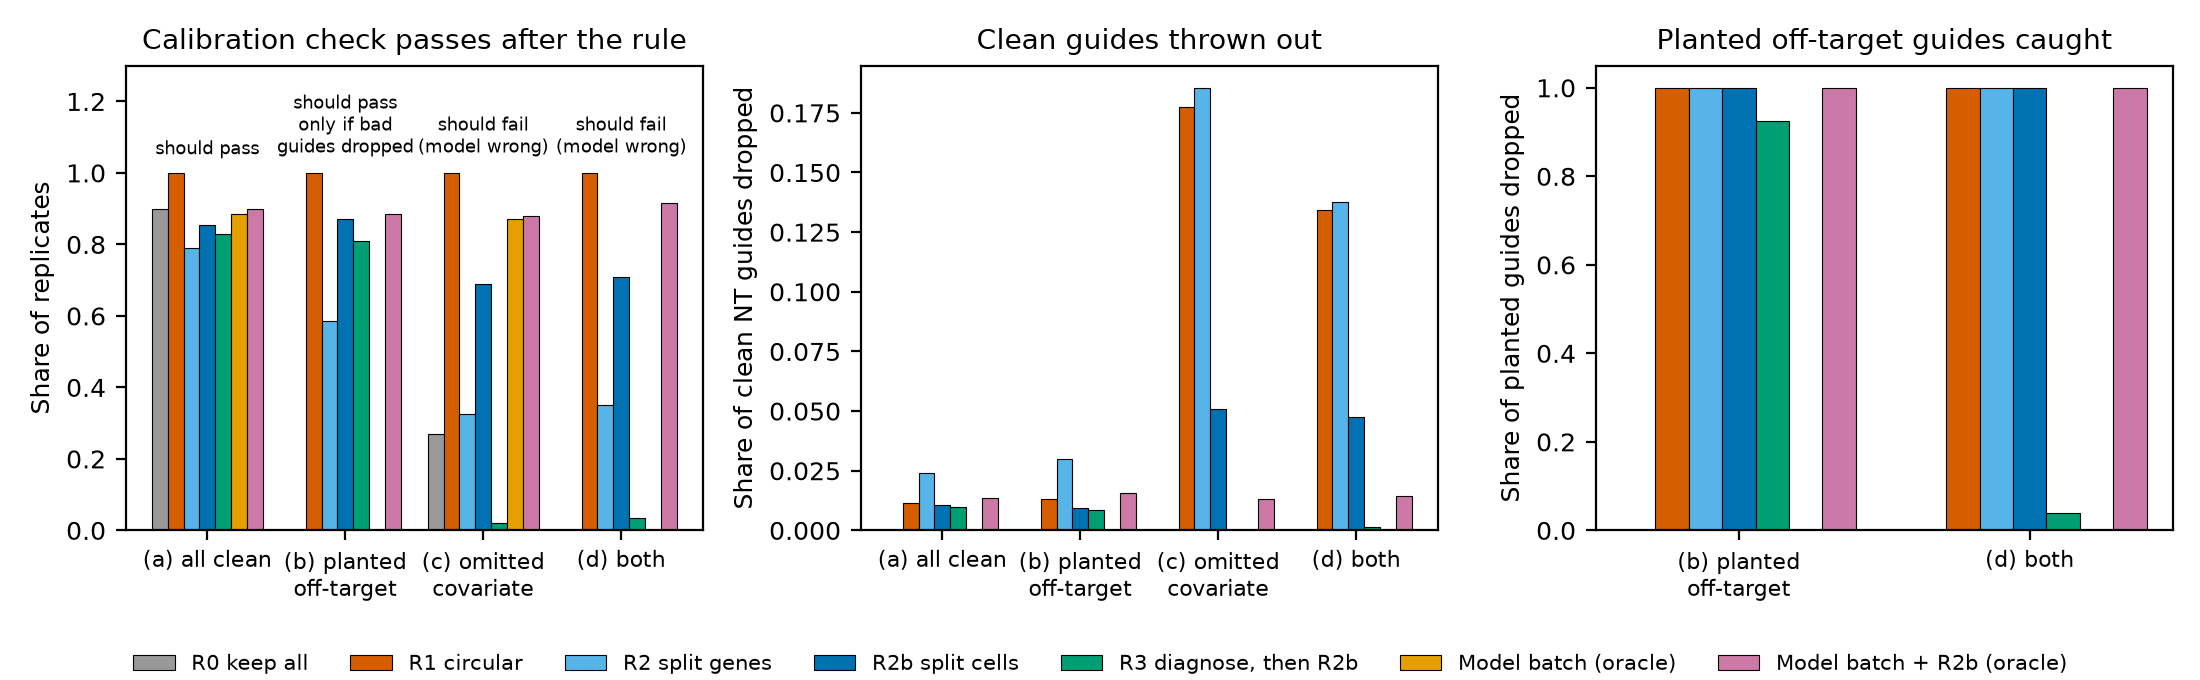 Calibration check passes after the rule
Share of replicates
1.2
1.0
0.8
0.6
0.4
0.2
0.0
should pass
should pass
only if bad
guides dropped
should fail
(model wrong)
should fail
(model wrong)
(a) all clean
(b) planted
off-target
(c) omitted
covariate
(d) both
Clean guides thrown out
Share of clean NT guides dropped
0.175
0.150
0.125
0.100
0.075
0.050
0.025
0.000
(a) all clean
(b) planted
off-target
(c) omitted
covariate
(d) both
Planted off-target guides caught
Share of planted guides dropped
1.0
0.8
0.6
0.4
0.2
0.0
(b) planted
off-target
(d) both
R0 keep all
R1 circular
R2 split genes
R2b split cells
R3 diagnose, then R2b
Model batch (oracle)
Model batch + R2b (oracle)